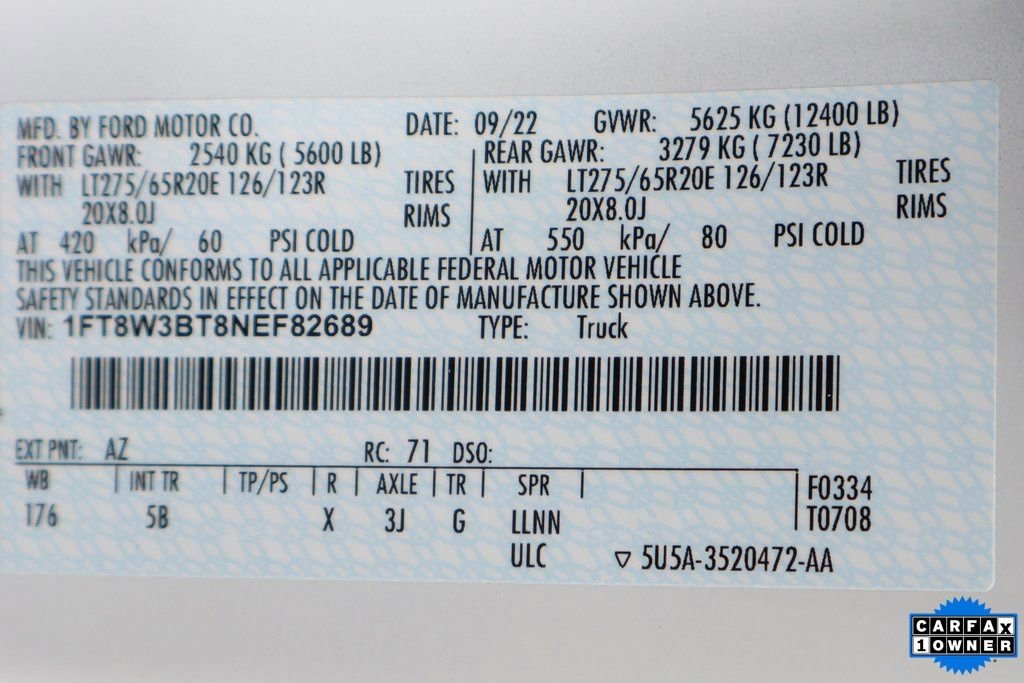 MFD. BY FORD MOTOR CO. DATE: 09/22 GVWR: 5625 KG (12400 LB)
FRONT GAWR: 2540 KG ( 5600 LB) REAR GAWR: 3279 KG ( 7230 LB)
WITH LT275/65R20E 126/123R TIRES WITH LT275/65R20E 126/123R TIRES
20X8.0J RIMS 20X8.0J RIMS
AT 420 kPa/ 60 PSI COLD AT 550 kPa/ 80 PSI COLD
THIS VEHICLE CONFORMS TO ALL APPLICABLE FEDERAL MOTOR VEHICLE
SAFETY STANDARDS IN EFFECT ON THE DATE OF MANUFACTURE SHOWN ABOVE.
VIN: 1FT8W3BT8NEF82689 TYPE: Truck
EXT PNT: AZ RC: 71 DSO:
WB INT TR TP/PS R AXLE TR SPR F0334
176 5B X 3J G LLNN T0708
ULC ▽ 5U5A-3520472-AA
CARFAX
1 OWNER